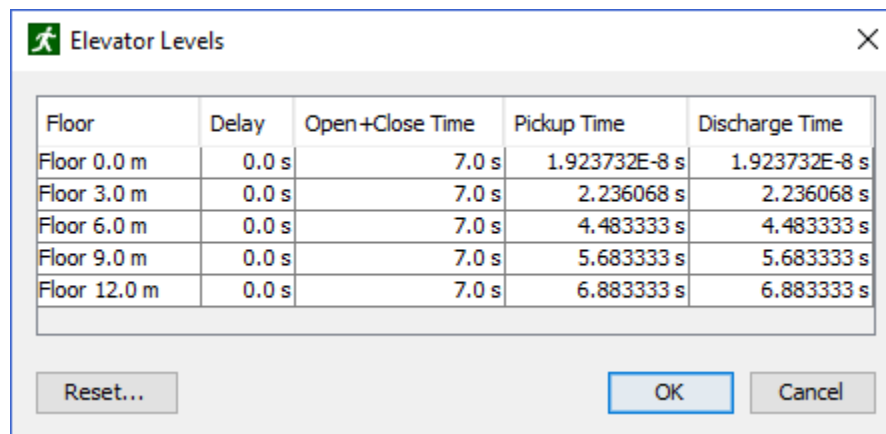 Elevator Levels
Floor Delay Open+Close Time Pickup Time Discharge Time
Floor 0.0 m 0.0 s 7.0 s 1.923732E-8 s 1.923732E-8 s
Floor 3.0 m 0.0 s 7.0 s 2.236068 s 2.236068 s
Floor 6.0 m 0.0 s 7.0 s 4.483333 s 4.483333 s
Floor 9.0 m 0.0 s 7.0 s 5.683333 s 5.683333 s
Floor 12.0 m 0.0 s 7.0 s 6.883333 s 6.883333 s
Reset... OK Cancel